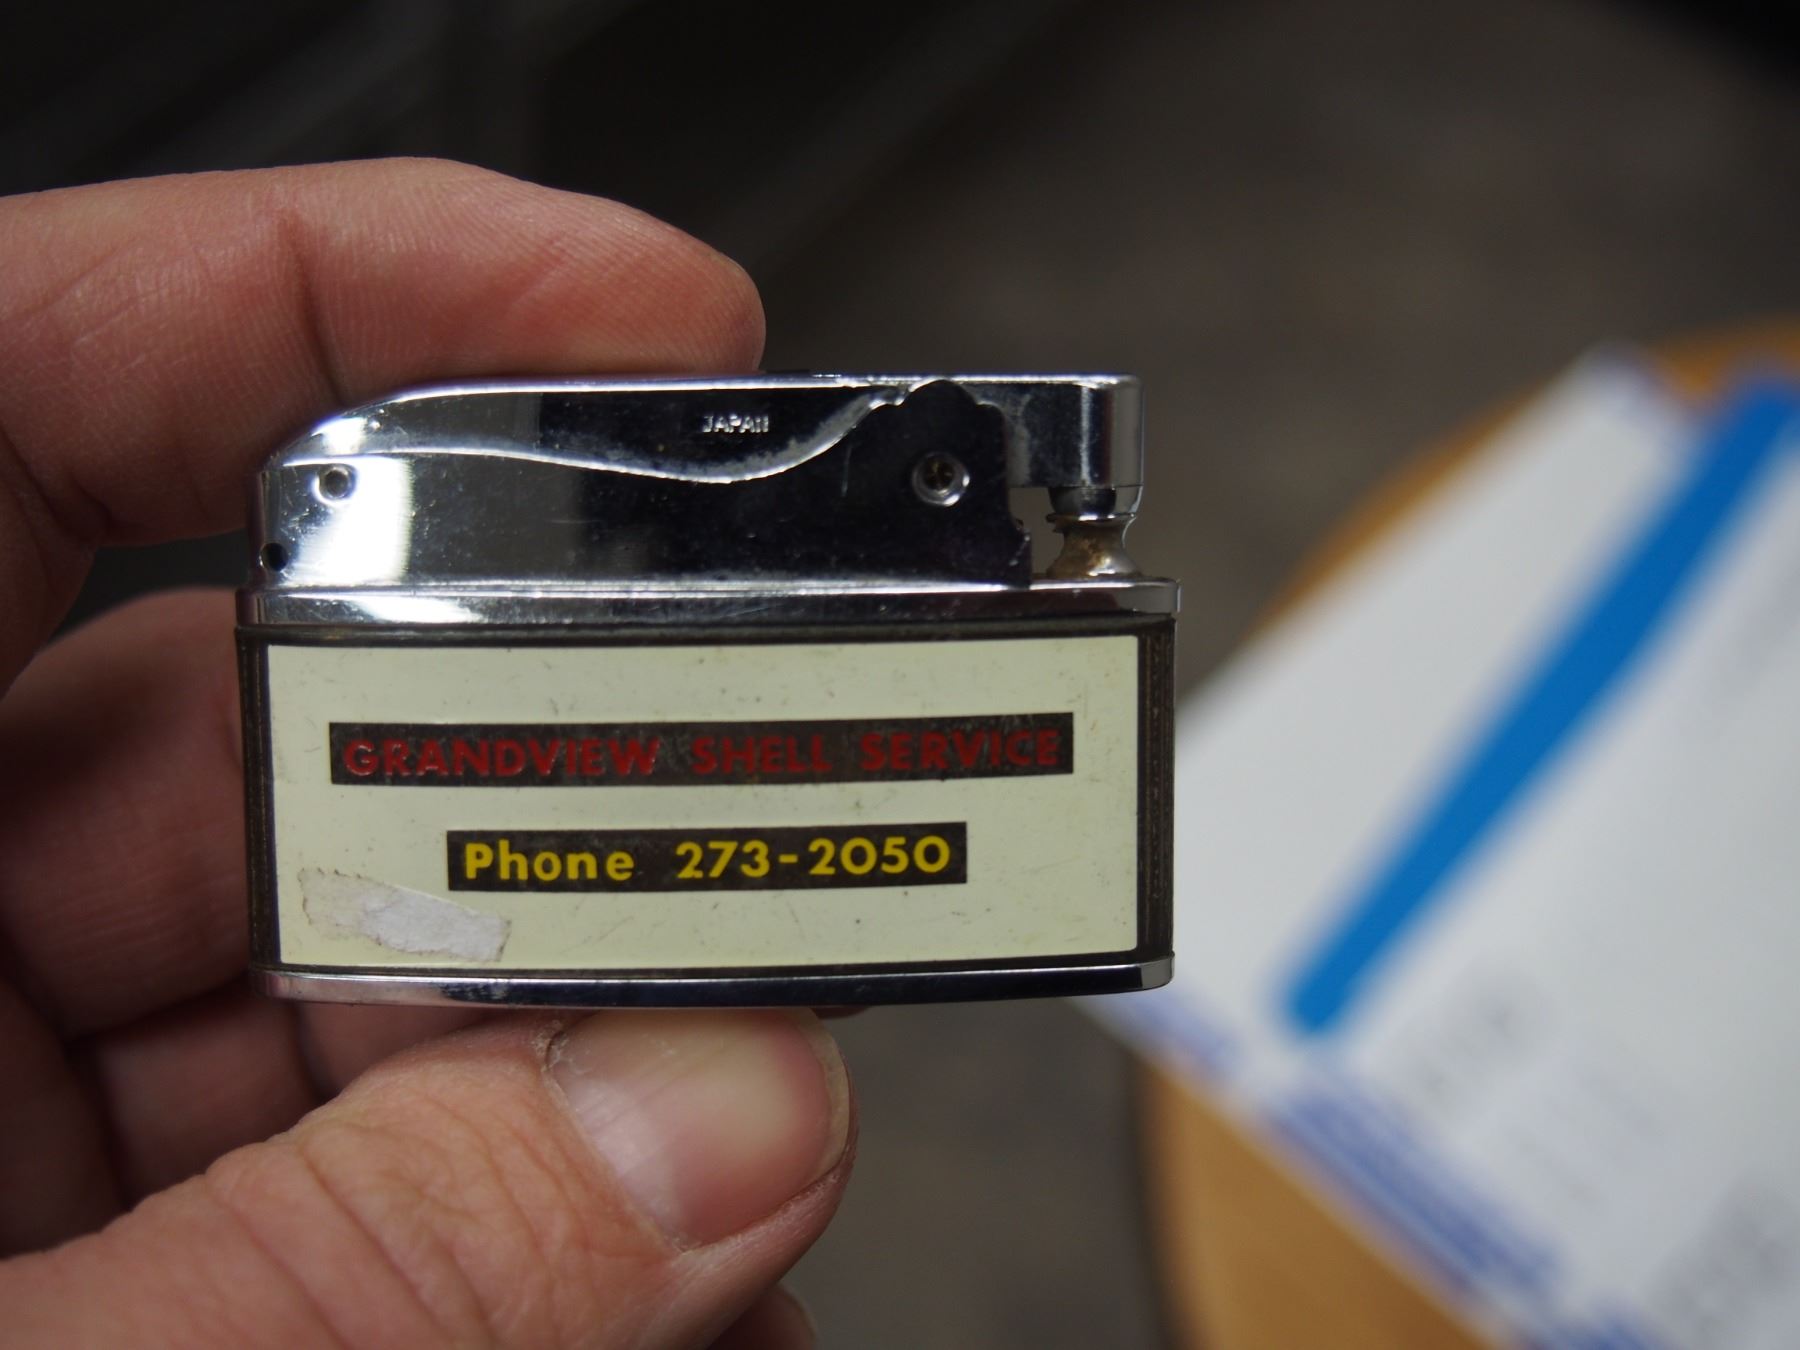 JAPAN
GRANDVIEW SHELL SERVICE
Phone 273-2050